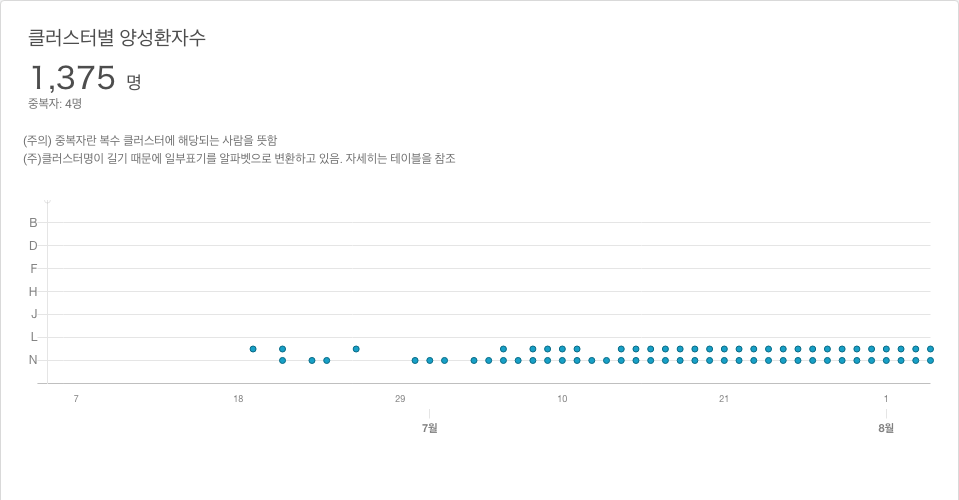 클러스터별 양성환자수
1,375 명
중복자: 4명
(주의) 중복자란 복수 클러스터에 해당되는 사람을 뜻함
(주)클러스터명이 길기 때문에 일부표기를 알파벳으로 변환하고 있음. 자세히는 테이블을 참조
B
D
F
H
J
L
N
7 18 29 10 21 1
7월 8월